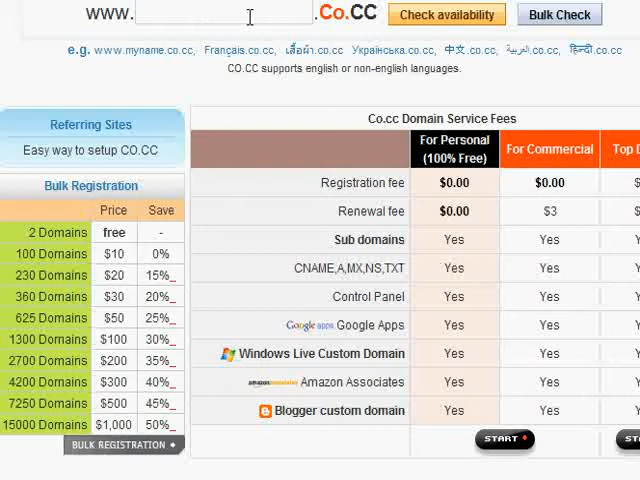 www. .Co.CC Check availability Bulk Check
e.g. www.myname.co.cc, Français.co.cc, เสื้อผ้า.co.cc Українська.co.cc, 中文.co.cc, العربية.co.cc, हिन्दी.co.cc
CO.CC supports english or non-english languages.
Referring Sites
Easy way to setup CO.CC
Bulk Registration
Price Save
2 Domains free -
100 Domains $10 0%
230 Domains $20 15%
360 Domains $30 20%
625 Domains $50 25%
1300 Domains $100 30%
2700 Domains $200 35%
4200 Domains $300 40%
7250 Domains $500 45%
15000 Domains $1,000 50%
BULK REGISTRATION
Co.cc Domain Service Fees
For Personal (100% Free) For Commercial Top D
Registration fee $0.00 $0.00 $
Renewal fee $0.00 $3 $
Sub domains Yes Yes
CNAME,A,MX,NS,TXT Yes Yes
Control Panel Yes Yes
Google apps Google Apps Yes Yes
Windows Live Custom Domain Yes Yes
Amazon Associates Yes Yes
Blogger custom domain Yes Yes
START ST